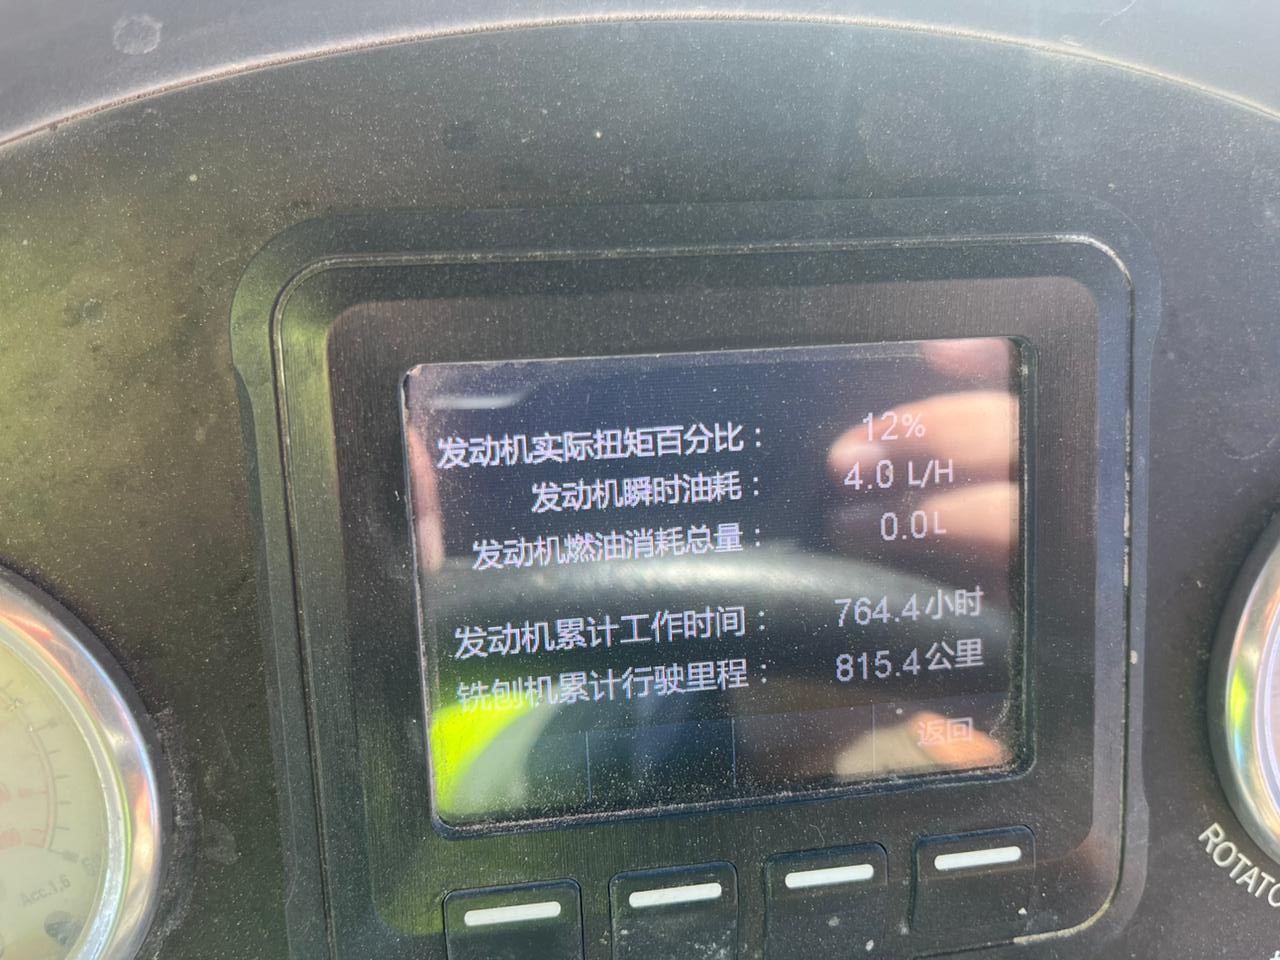 发动机实际扭矩百分比： 12%
发动机瞬时油耗： 4.0 L/H
发动机燃油消耗总量： 0.0L
发动机累计工作时间： 764.4小时
铣刨机累计行驶里程： 815.4公里
返回
Acc.1,6